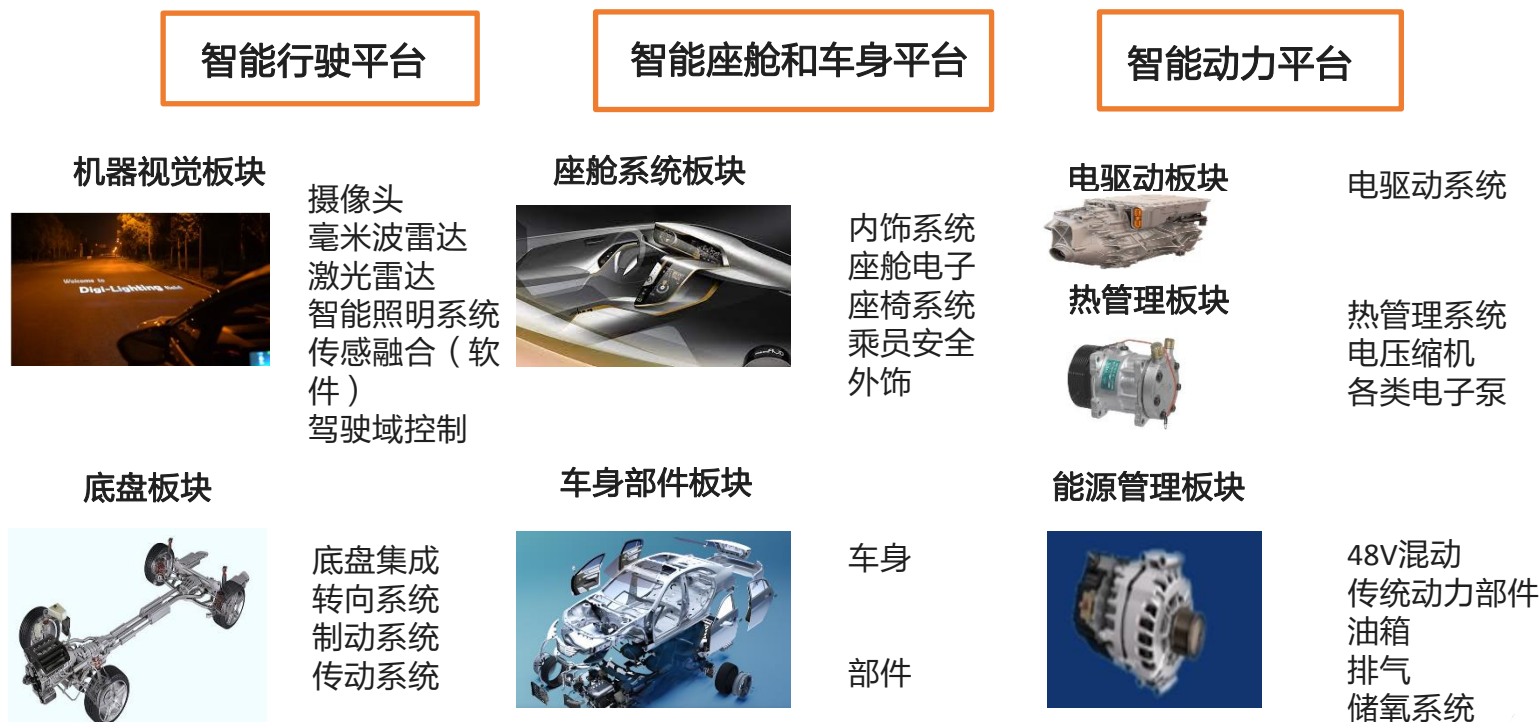 智能行驶平台
智能座舱和车身平台
智能动力平台
机器视觉板块
摄像头
毫米波雷达
激光雷达
智能照明系统
传感融合（软
件）
驾驶域控制
Welcome to
Digi-Lighting field
座舱系统板块
内饰系统
座舱电子
座椅系统
乘员安全
外饰
电驱动板块
电驱动系统
热管理板块
热管理系统
电压缩机
各类电子泵
底盘板块
底盘集成
转向系统
制动系统
传动系统
车身部件板块
车身
部件
能源管理板块
48V混动
传统动力部件
油箱
排气
储氧系统